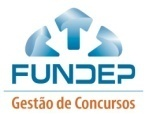 FUNDEP
Gestão de Concursos